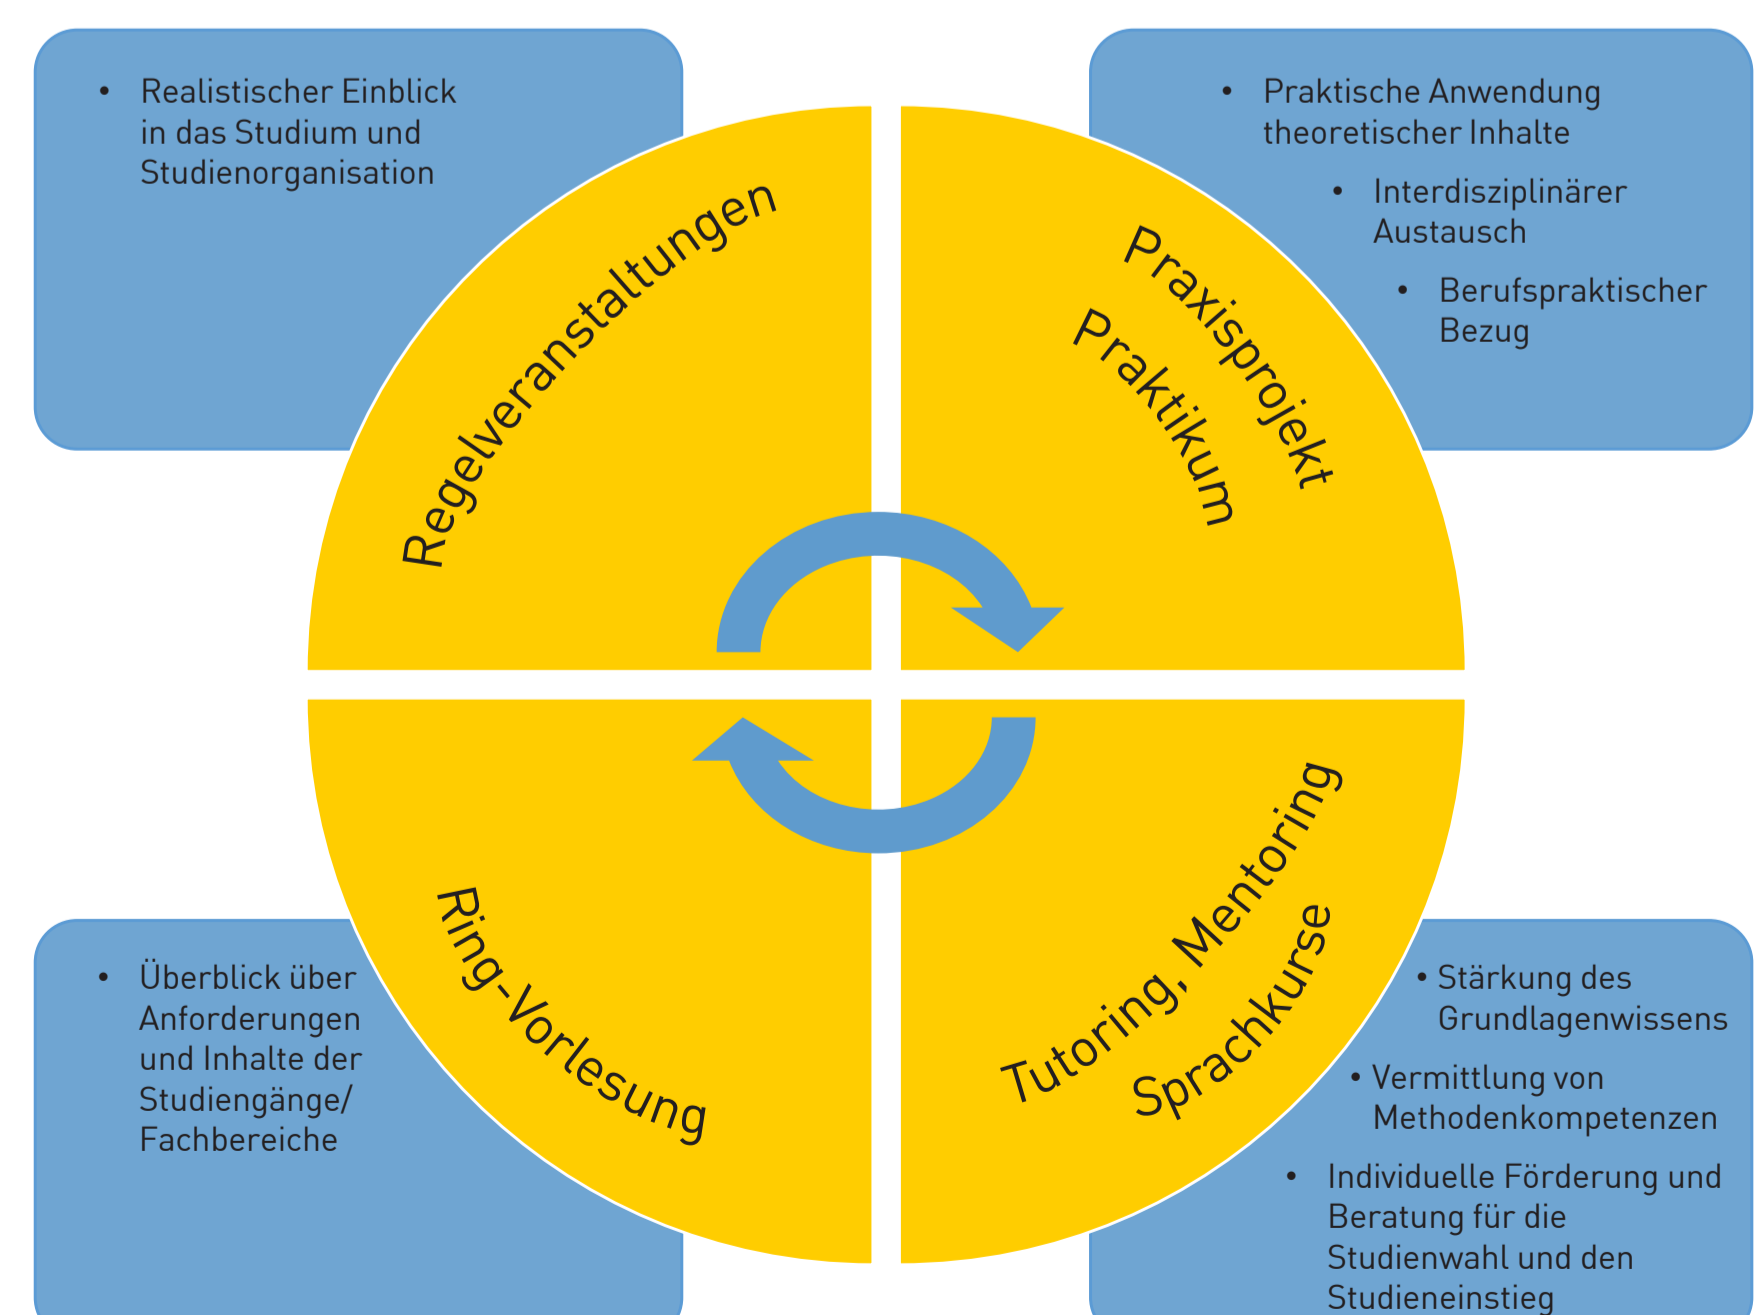 • Realistischer Einblick
in das Studium und
Studienorganisation
Regelveranstaltungen
• Praktische Anwendung
theoretischer Inhalte
• Interdisziplinärer
Austausch
• Berufspraktischer
Bezug
Praxisprojekt
Praktikum
• Überblick über
Anforderungen
und Inhalte der
Studiengänge/
Fachbereiche
Ring-Vorlesung
Tutoring, Mentoring
Sprachkurse
• Stärkung des
Grundlagenwissens
• Vermittlung von
Methodenkompetenzen
• Individuelle Förderung und
Beratung für die
Studienwahl und den
Studieneinstieg